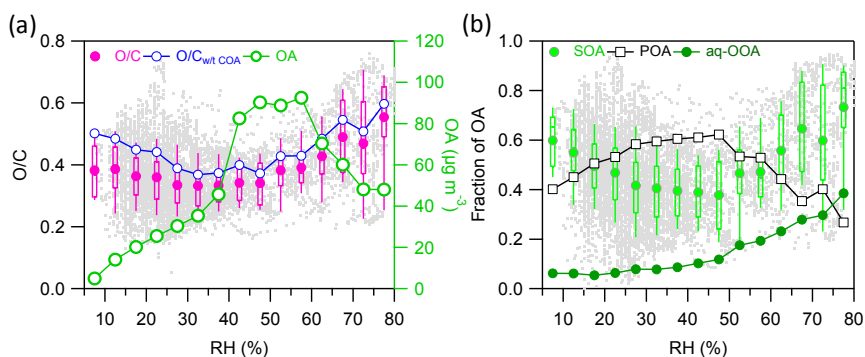 (a)
O/C O/C w/t COA OA
O/C
0.8
0.6
0.4
0.2
0.0
OA (µg m⁻³)
120
100
80
60
40
20
0
10 20 30 40 50 60 70 80
RH (%)
(b)
SOA POA aq-OOA
Fraction of OA
1.0
0.8
0.6
0.4
0.2
0.0
10 20 30 40 50 60 70 80
RH (%)